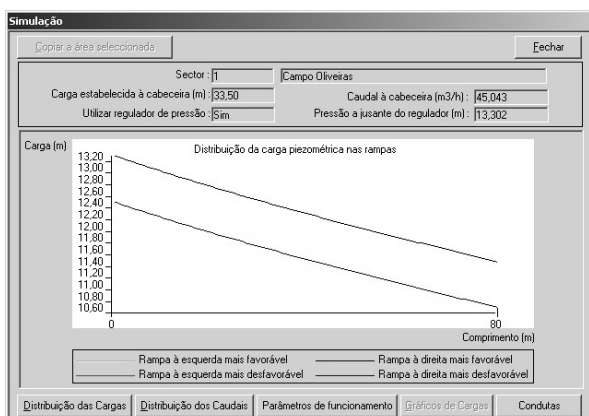 Simulação
Copiar a área seleccionada
Fechar
Sector : 1 Campo Oliveiras
Carga estabelecida à cabeceira (m) : 33,50 Caudal à cabeceira (m3/h) : 45,043
Utilizar regulador de pressão : Sim Pressão a jusante do regulador (m) : 13,302
Carga (m)
Distribuição da carga piezométrica nas rampas
13,20
13,00
12,80
12,60
12,40
12,20
12,00
11,80
11,60
11,40
11,20
11,00
10,80
10,60
0 80
Comprimento (m)
Rampa à esquerda mais favorável Rampa à direita mais favorável
Rampa à esquerda mais desfavorável Rampa à direita mais desfavorável
Distribuição das Cargas Distribuição dos Caudais Parâmetros de funcionamento Gráficos de Cargas Condutas